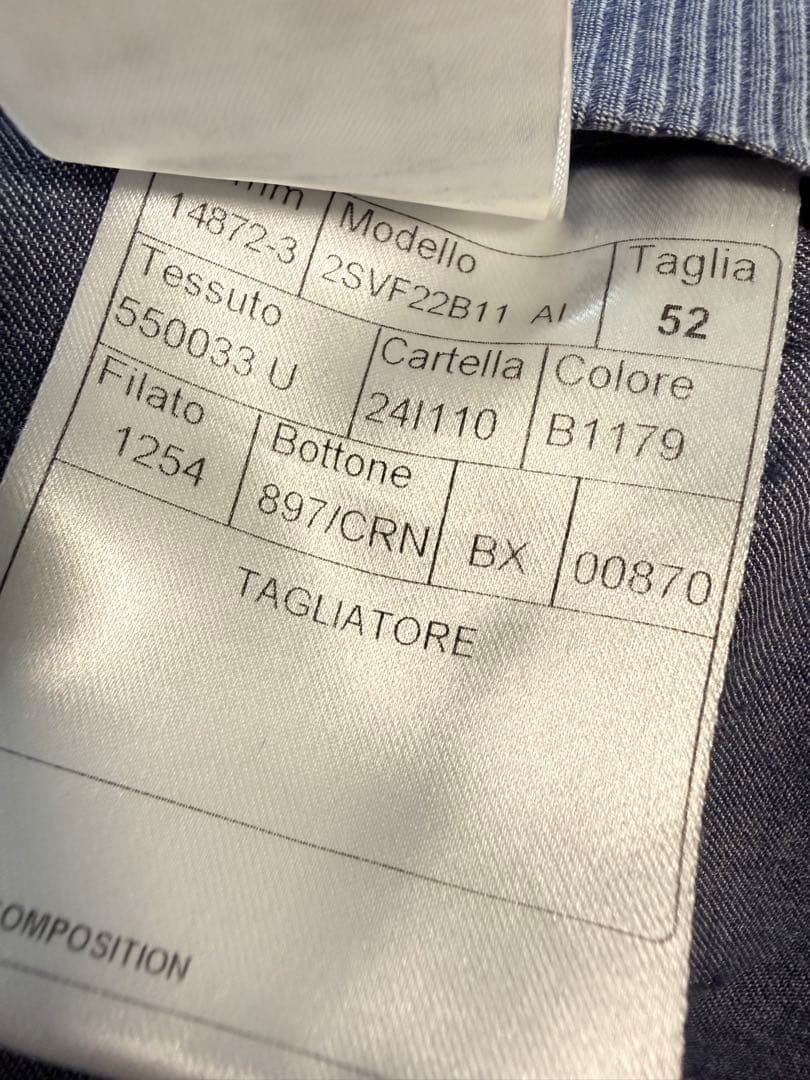 Modello Taglia
14872-3 2SVF22B11 AI 52
Tessuto Cartella Colore
550033 U 24I110 B1179
Filato Bottone
1254 897/CRN BX 00870
TAGLIATORE
OMPOSITION